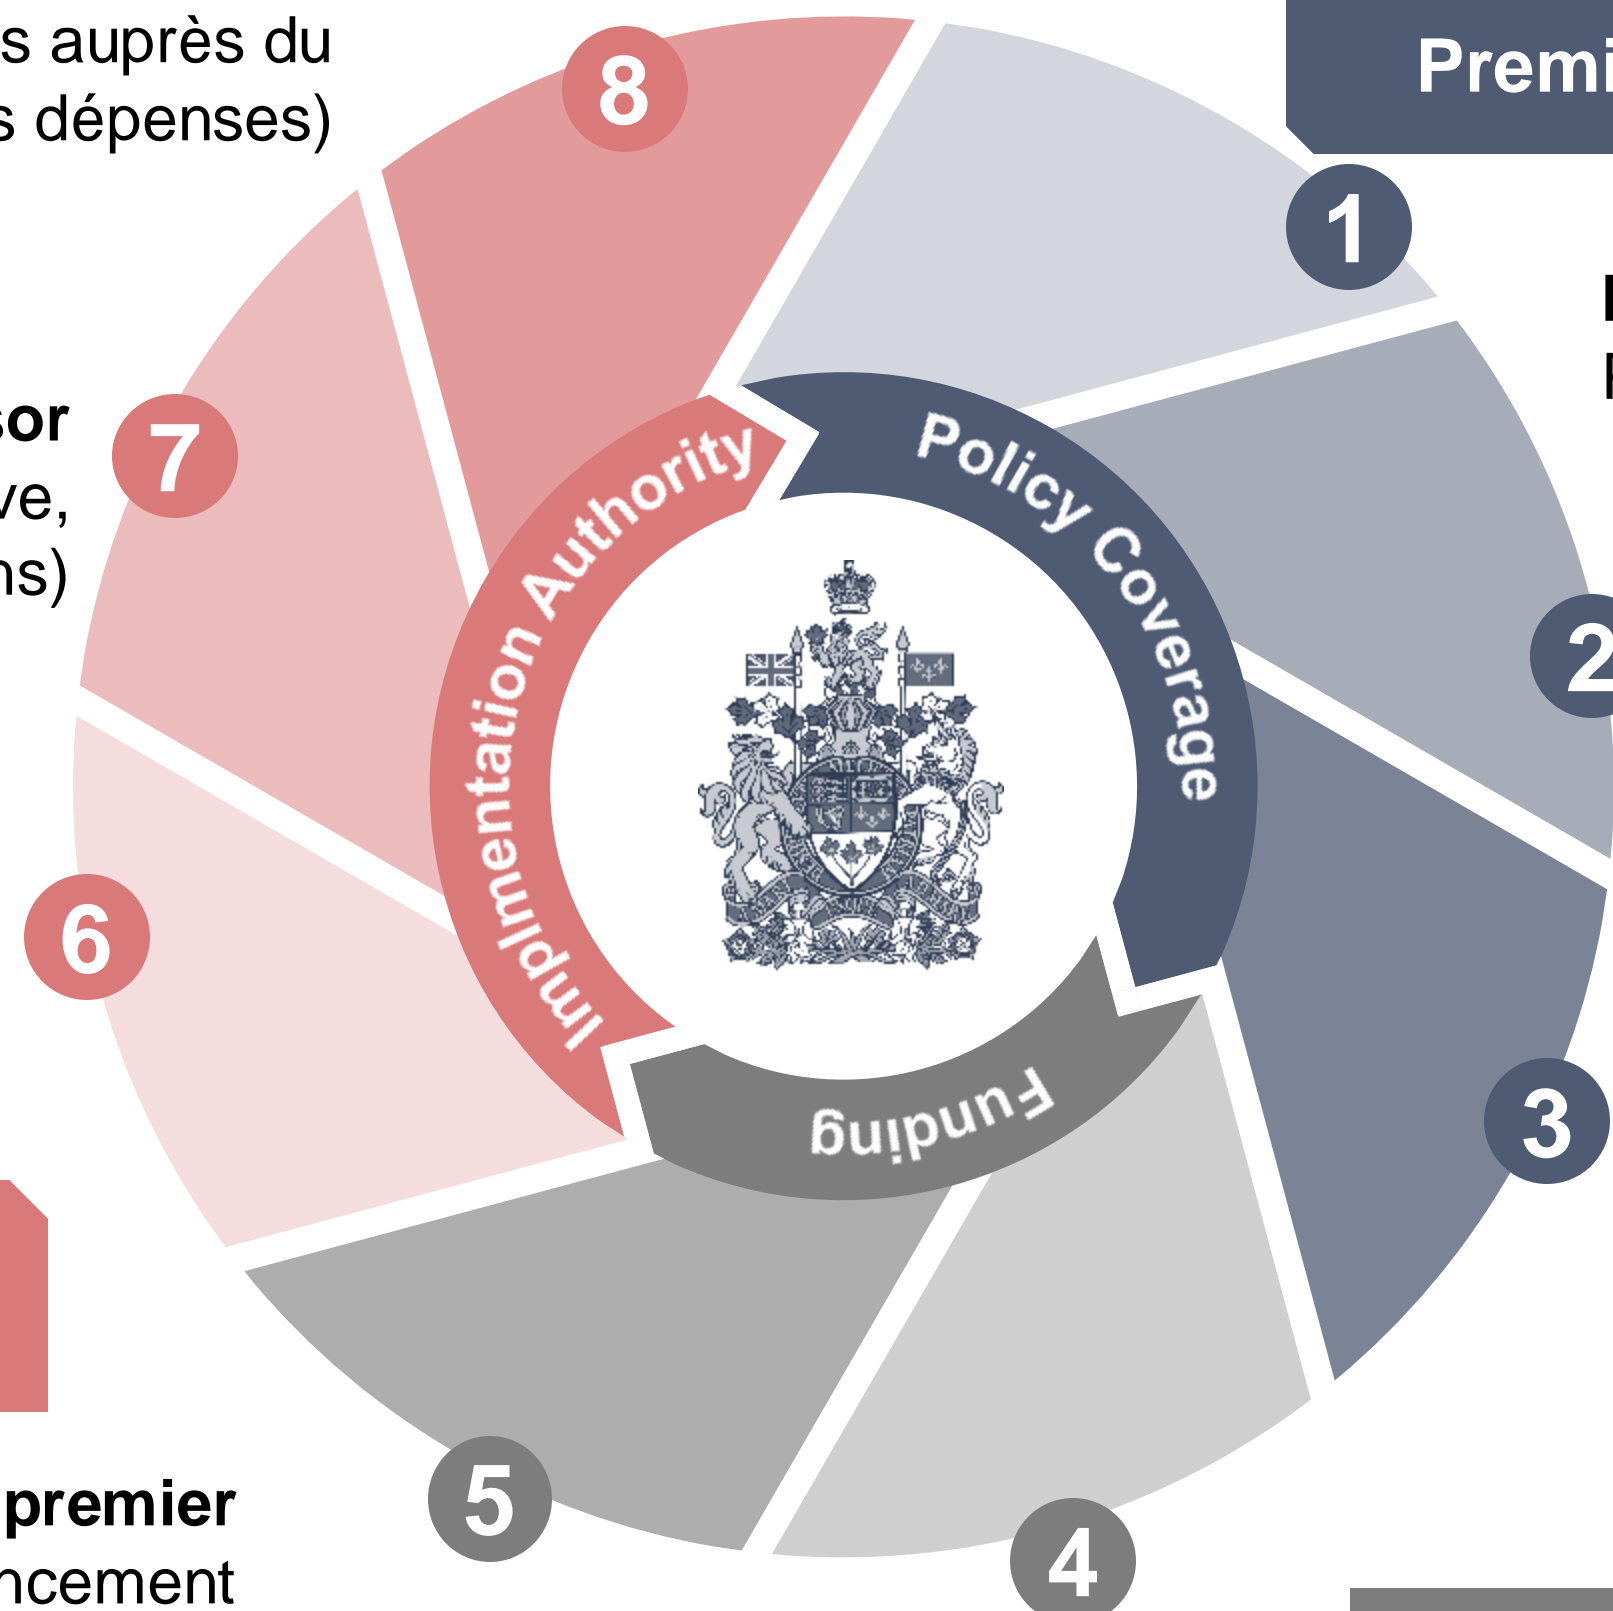 s auprès du
s dépenses)
8
Premi
1
sor
ve,
ns)
7
2
6
3
5
4
Policy Coverage
Funding
Implmentation Authority
premier
ncement